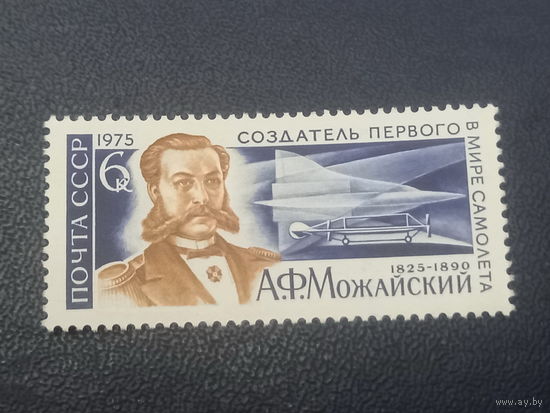 ПОЧТА СССР
1975
6к
СОЗДАТЕЛЬ ПЕРВОГО
В МИРЕ САМОЛЕТА
1825-1890
А.Ф.МОЖАЙСКИЙ
www.ay.by